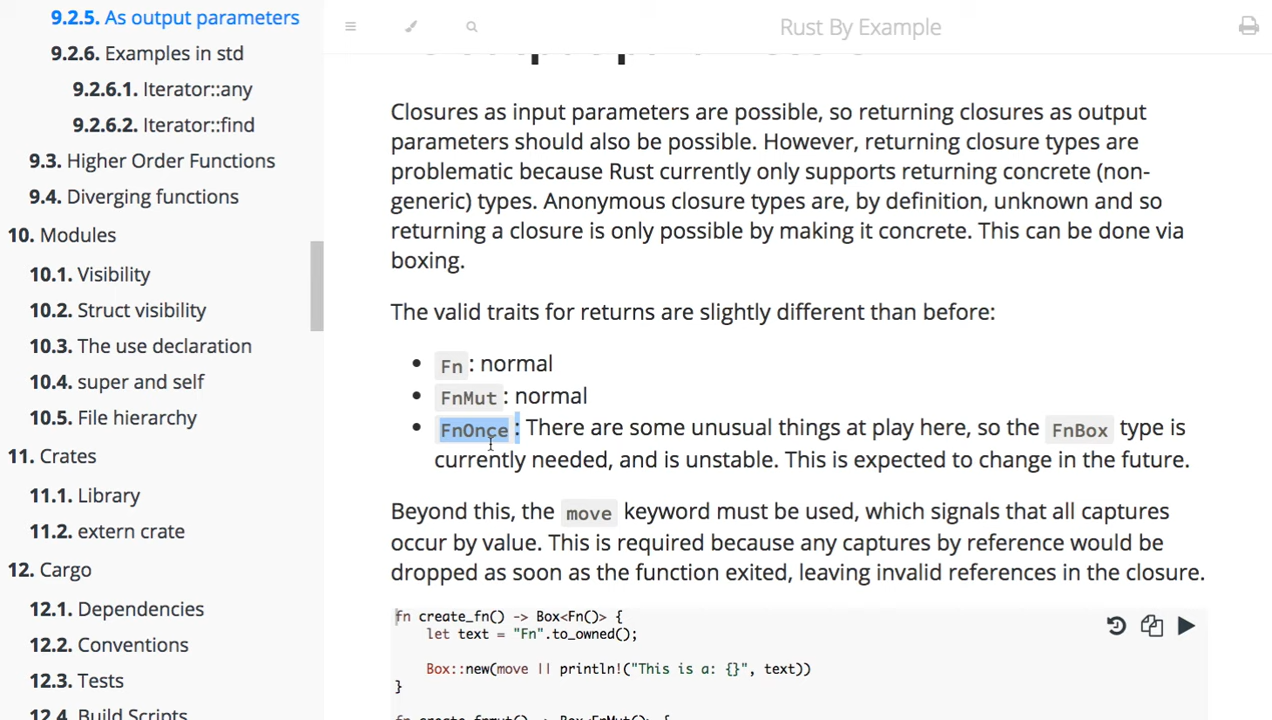 9.2.5. As output parameters
9.2.6. Examples in std
9.2.6.1. Iterator::any
9.2.6.2. Iterator::find
9.3. Higher Order Functions
9.4. Diverging functions
10. Modules
10.1. Visibility
10.2. Struct visibility
10.3. The use declaration
10.4. super and self
10.5. File hierarchy
11. Crates
11.1. Library
11.2. extern crate
12. Cargo
12.1. Dependencies
12.2. Conventions
12.3. Tests
12.4. Build Scripts
Rust By Example
Closures as input parameters are possible, so returning closures as output
parameters should also be possible. However, returning closure types are
problematic because Rust currently only supports returning concrete (non-
generic) types. Anonymous closure types are, by definition, unknown and so
returning a closure is only possible by making it concrete. This can be done via
boxing.
The valid traits for returns are slightly different than before:
• Fn: normal
• FnMut: normal
• FnOnce: There are some unusual things at play here, so the FnBox type is
currently needed, and is unstable. This is expected to change in the future.
Beyond this, the move keyword must be used, which signals that all captures
occur by value. This is required because any captures by reference would be
dropped as soon as the function exited, leaving invalid references in the closure.
fn create_fn() -> Box<Fn()> {
let text = "Fn".to_owned();
Box::new(move || println!("This is a: {}", text))
}
fn create_fnmut() -> Box<FnMut()> {